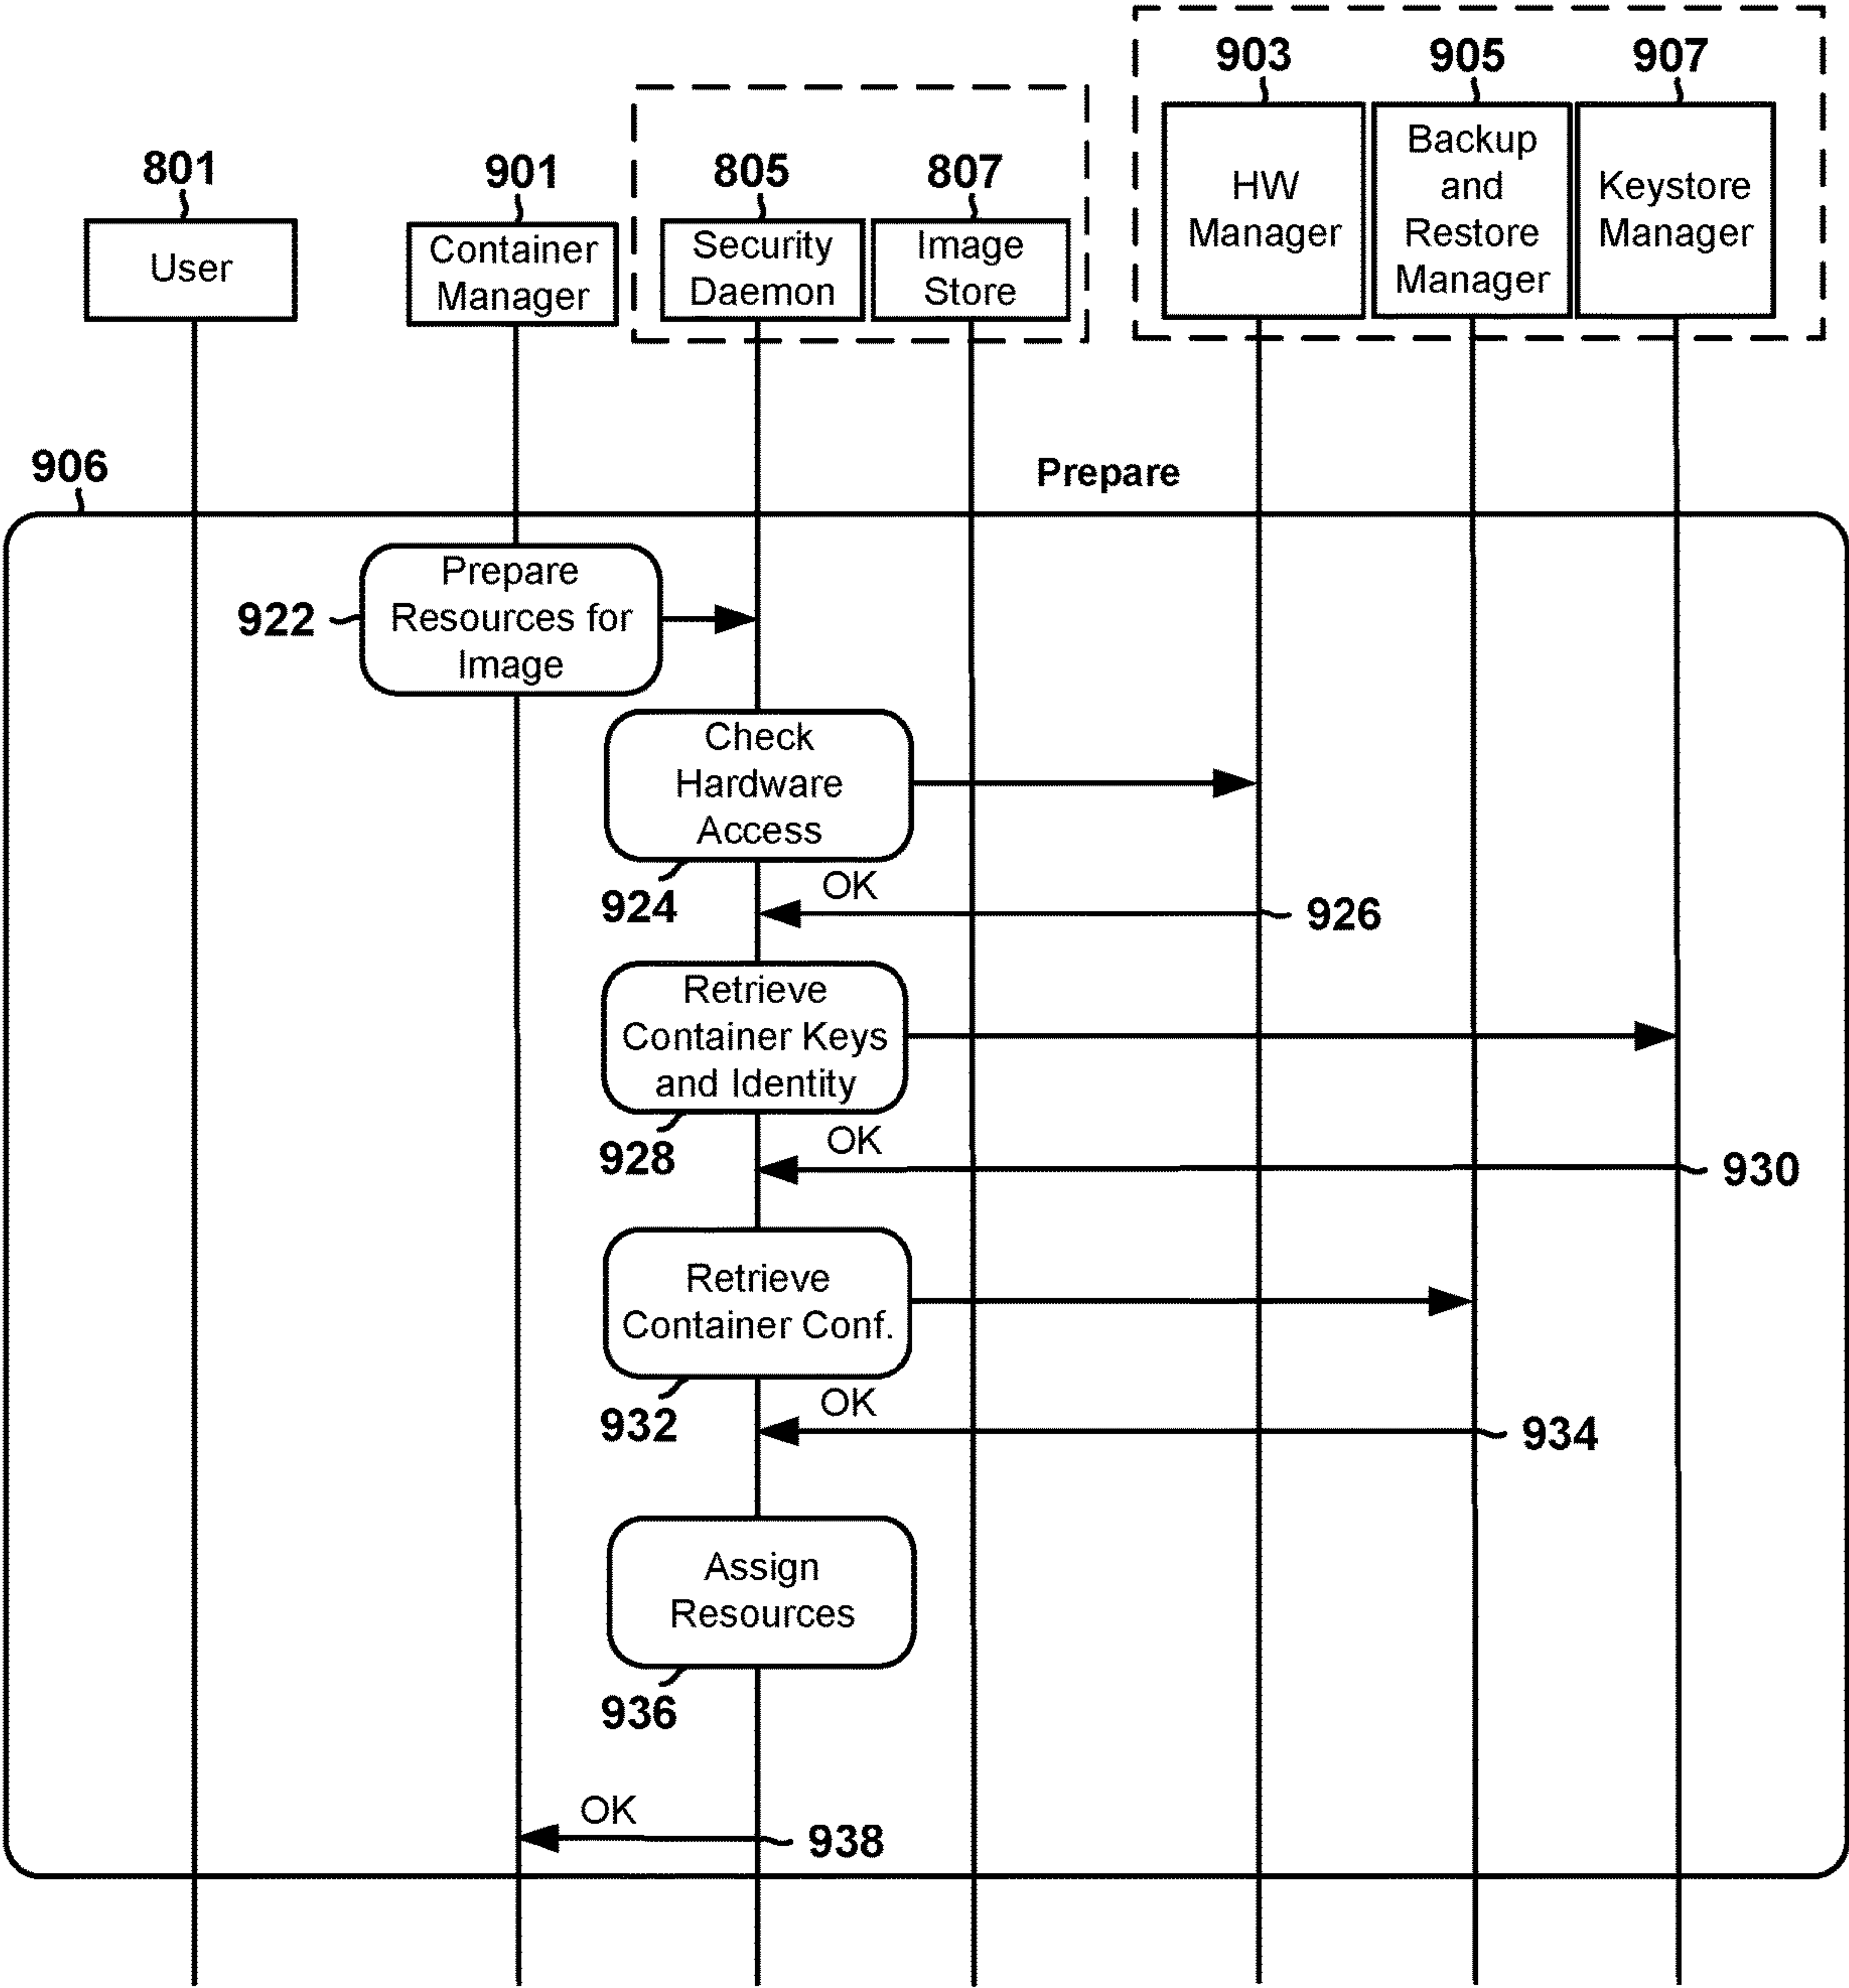 903
905
907
801
901
805
807
User
Container
Manager
Security
Daemon
Image
Store
HW
Manager
Backup
and
Restore
Manager
Keystore
Manager
906
Prepare
922
Prepare
Resources for
Image
Check
Hardware
Access
924
OK
926
Retrieve
Container Keys
and Identity
928
OK
930
Retrieve
Container Conf.
932
OK
934
Assign
Resources
936
OK
938